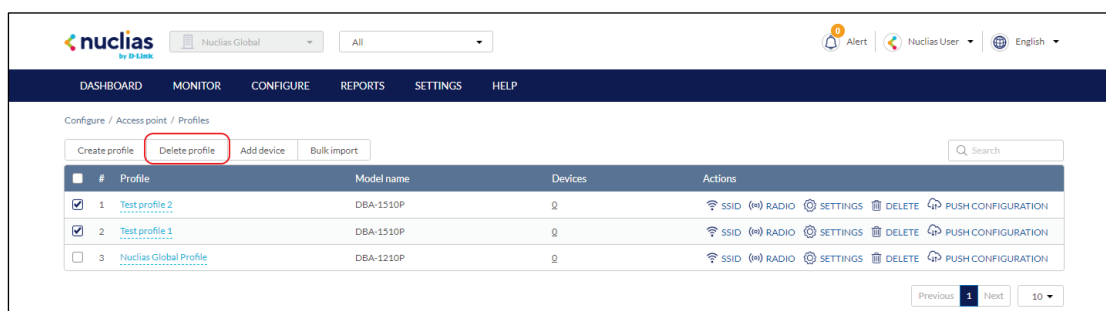 nuclias
by D-Link
Nuclias Global
All
0
Alert
Nuclias User
English
DASHBOARD MONITOR CONFIGURE REPORTS SETTINGS HELP
Configure / Access point / Profiles
Create profile Delete profile Add device Bulk import Search
# Profile Model name Devices Actions
1 Test profile 2 DBA-1510P 0 SSID RADIO SETTINGS DELETE PUSH CONFIGURATION
2 Test profile 1 DBA-1510P 0 SSID RADIO SETTINGS DELETE PUSH CONFIGURATION
3 Nuclias Global Profile DBA-1210P 0 SSID RADIO SETTINGS DELETE PUSH CONFIGURATION
Previous 1 Next 10